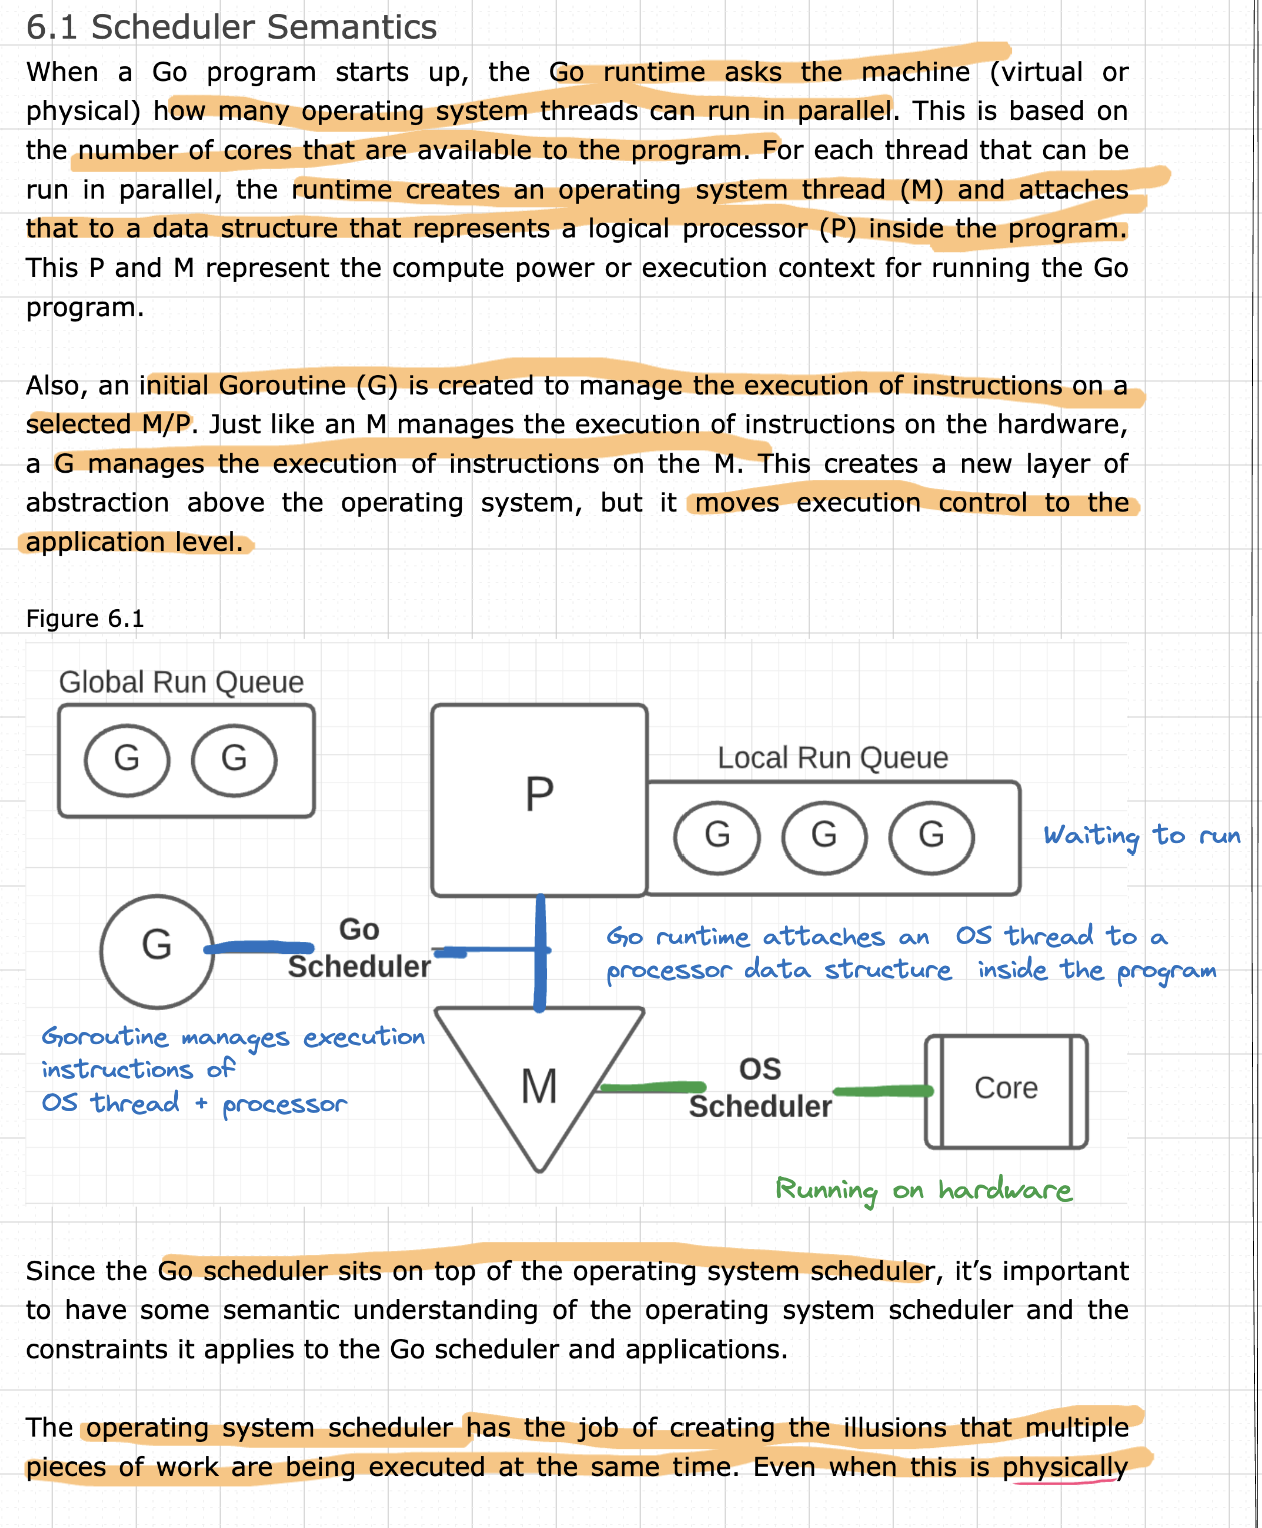 6.1 Scheduler Semantics
When a Go program starts up, the Go runtime asks the machine (virtual or
physical) how many operating system threads can run in parallel. This is based on
the number of cores that are available to the program. For each thread that can be
run in parallel, the runtime creates an operating system thread (M) and attaches
that to a data structure that represents a logical processor (P) inside the program.
This P and M represent the compute power or execution context for running the Go
program.
Also, an initial Goroutine (G) is created to manage the execution of instructions on a
selected M/P. Just like an M manages the execution of instructions on the hardware,
a G manages the execution of instructions on the M. This creates a new layer of
abstraction above the operating system, but it moves execution control to the
application level.
Figure 6.1
Global Run Queue
G G
P
Local Run Queue
G G G
Waiting to run
G
Go
Scheduler
Go runtime attaches an OS thread to a
processor data structure inside the program
Goroutine manages execution
instructions of
OS thread + processor
M
OS
Scheduler
Core
Running on hardware
Since the Go scheduler sits on top of the operating system scheduler, it's important
to have some semantic understanding of the operating system scheduler and the
constraints it applies to the Go scheduler and applications.
The operating system scheduler has the job of creating the illusions that multiple
pieces of work are being executed at the same time. Even when this is physically